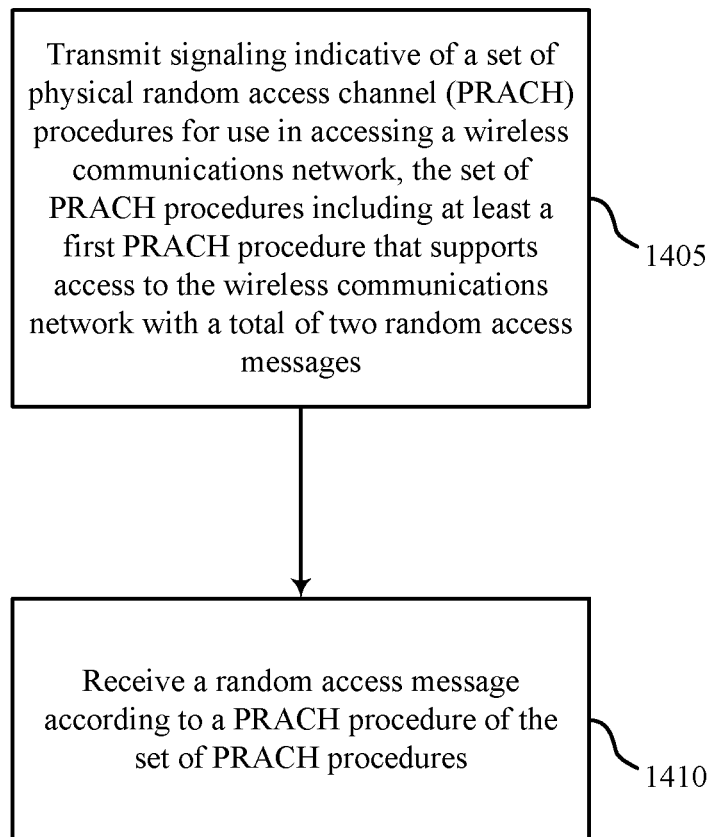 Transmit signaling indicative of a set of
physical random access channel (PRACH)
procedures for use in accessing a wireless
communications network, the set of
PRACH procedures including at least a
first PRACH procedure that supports
access to the wireless communications
network with a total of two random access
messages
1405
Receive a random access message
according to a PRACH procedure of the
set of PRACH procedures
1410